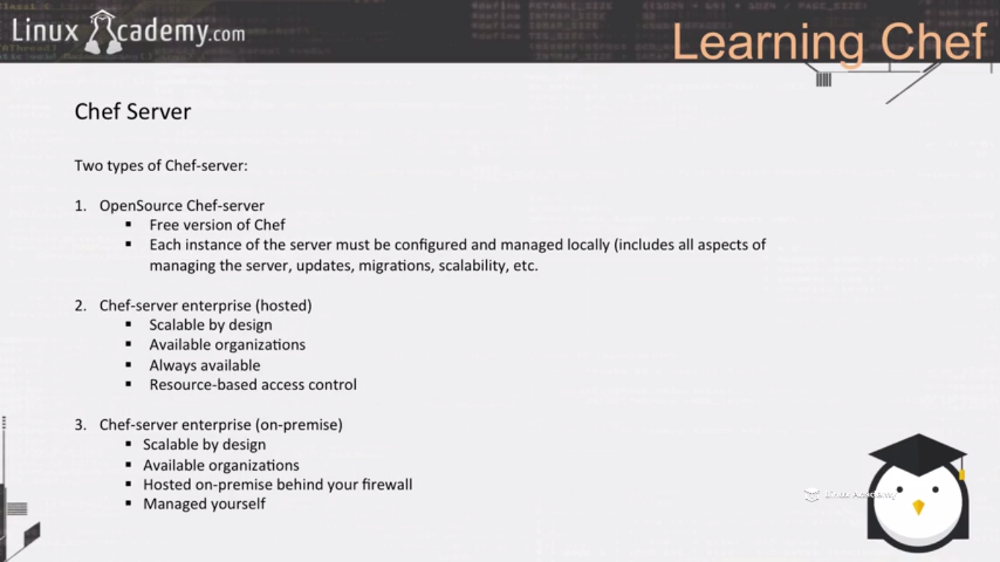 Linux Academy.com
Learning Chef
Chef Server
Two types of Chef-server:
1. OpenSource Chef-server
▪ Free version of Chef
▪ Each instance of the server must be configured and managed locally (includes all aspects of
managing the server, updates, migrations, scalability, etc.
2. Chef-server enterprise (hosted)
▪ Scalable by design
▪ Available organizations
▪ Always available
▪ Resource-based access control
3. Chef-server enterprise (on-premise)
▪ Scalable by design
▪ Available organizations
▪ Hosted on-premise behind your firewall
▪ Managed yourself
Linux Academy